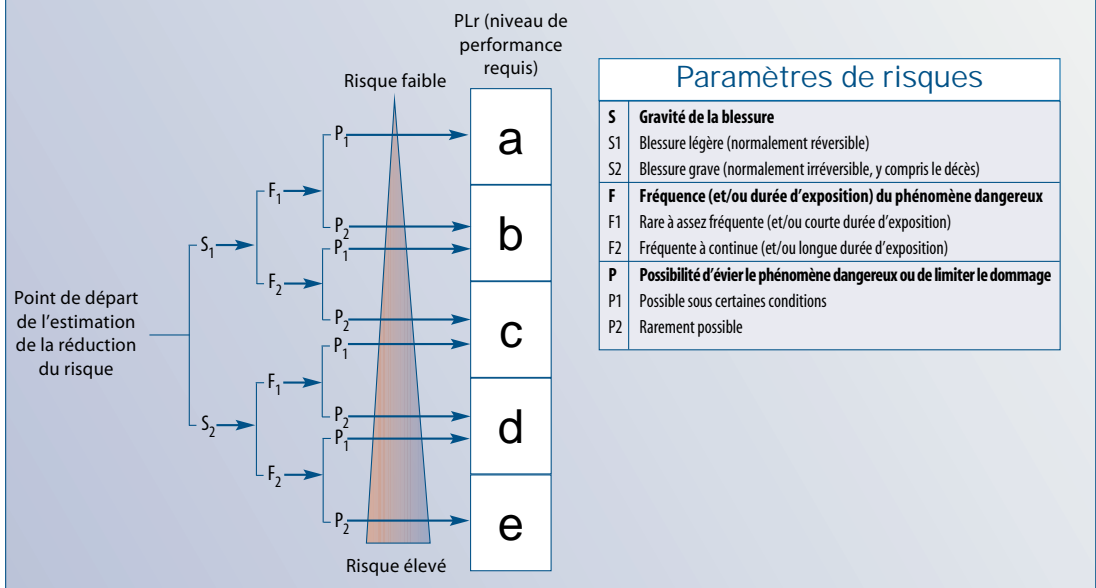 PLr (niveau de
performance
requis)
Risque faible
Point de départ
de l'estimation
de la réduction
du risque
S1
F1
P1
P2
F2
P1
P2
S2
F1
P1
P2
F2
P1
P2
a
b
c
d
e
Risque élevé
Paramètres de risques
S Gravité de la blessure
S1 Blessure légère (normalement réversible)
S2 Blessure grave (normalement irréversible, y compris le décès)
F Fréquence (et/ou durée d'exposition) du phénomène dangereux
F1 Rare à assez fréquente (et/ou courte durée d'exposition)
F2 Fréquente à continue (et/ou longue durée d'exposition)
P Possibilité d'évier le phénomène dangereux ou de limiter le dommage
P1 Possible sous certaines conditions
P2 Rarement possible